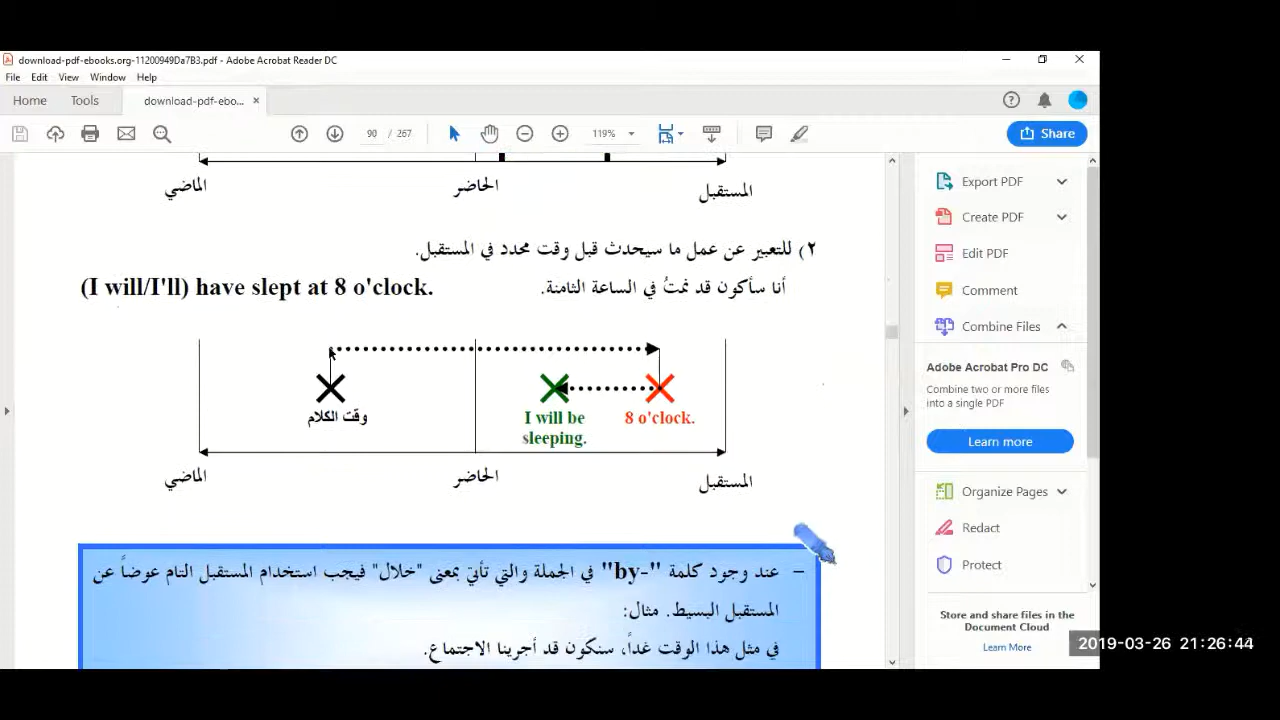 download-pdf-ebooks.org-11200949Da7B3.pdf - Adobe Acrobat Reader DC
File Edit View Window Help
Home Tools download-pdf-ebo... ×
90 / 267 119% Share
الماضي الحاضر المستقبل
٢) للتعبير عن عمل ما سيحدث قبل وقت محدد في المستقبل.
(I will/I'll) have slept at 8 o'clock. أنا سأكون قد نمتُ في الساعة الثامنة.
وقت الكلام
I will be
sleeping.
8 o'clock.
الماضي الحاضر المستقبل
– عند وجود كلمة "by-" في الجملة والتي تأتي بمعنى "خلال" فيجب استخدام المستقبل التام عوضاً عن
المستقبل البسيط. مثال:
في مثل هذا الوقت غداً، سنكون قد أجرينا الاجتماع.
Export PDF
Create PDF
Edit PDF
Comment
Combine Files
Adobe Acrobat Pro DC
Combine two or more files
into a single PDF
Learn more
Organize Pages
Redact
Protect
Store and share files in the
Document Cloud
Learn More
2019-03-26 21:26:44